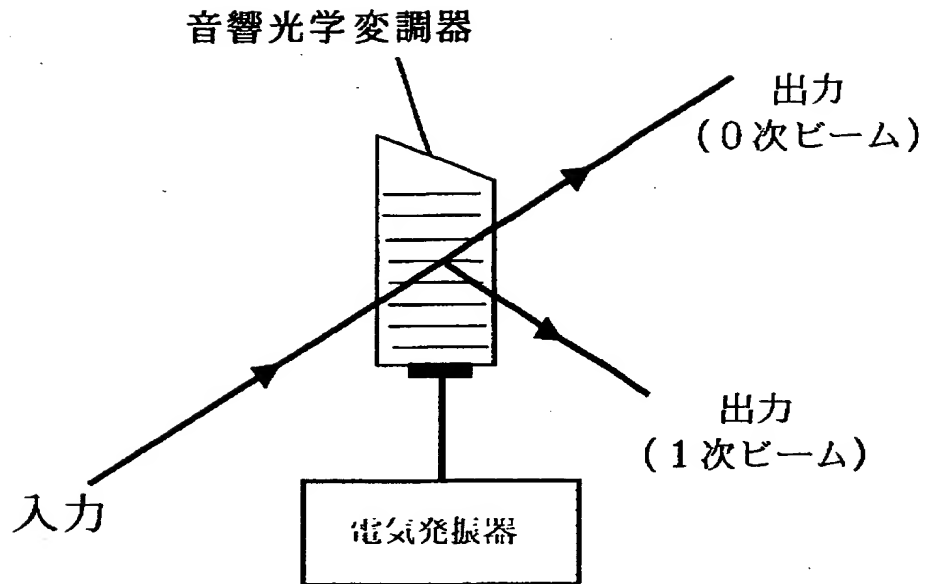 音響光学変調器
出力
(0次ビーム)
出力
(1次ビーム)
入力
電気発振器